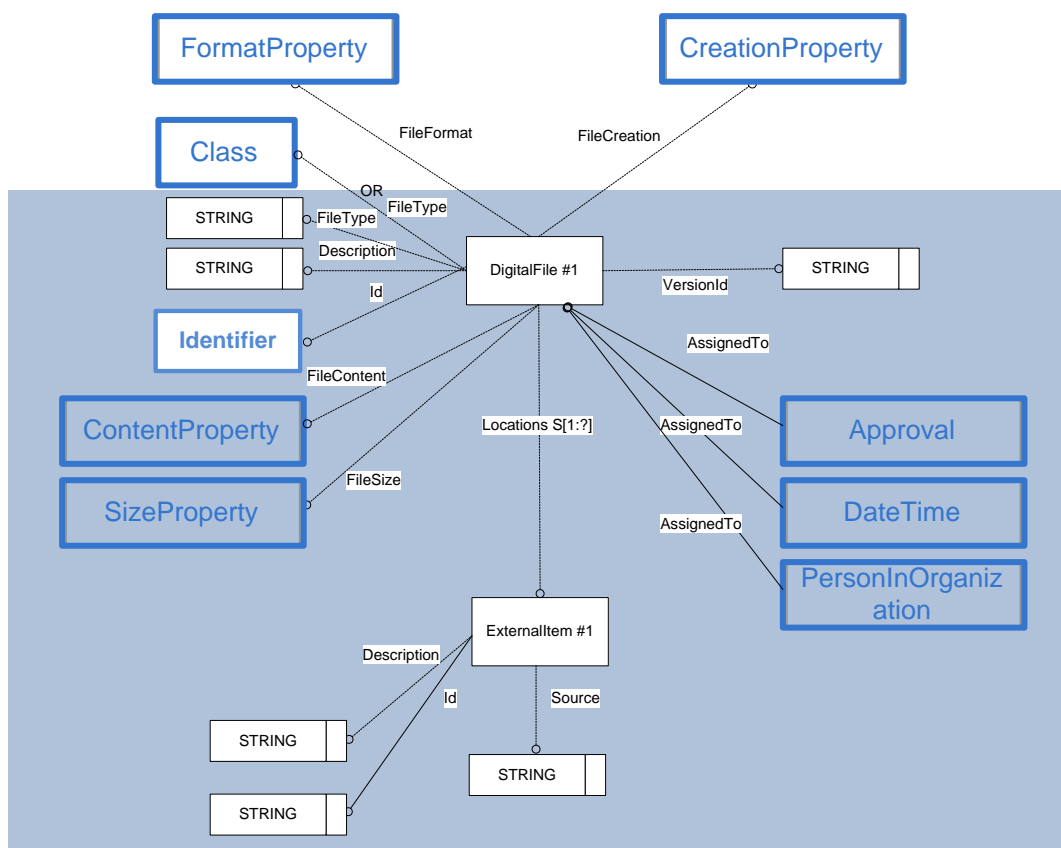 FormatProperty
CreationProperty
FileFormat
FileCreation
Class
OR
FileType
STRING
FileType
Description
STRING
DigitalFile #1
STRING
VersionId
Id
Identifier
AssignedTo
FileContent
ContentProperty
Locations S[1:?]
AssignedTo
Approval
FileSize
SizeProperty
DateTime
AssignedTo
PersonInOrganiz
ation
ExternalItem #1
Description
Id
Source
STRING
STRING
STRING